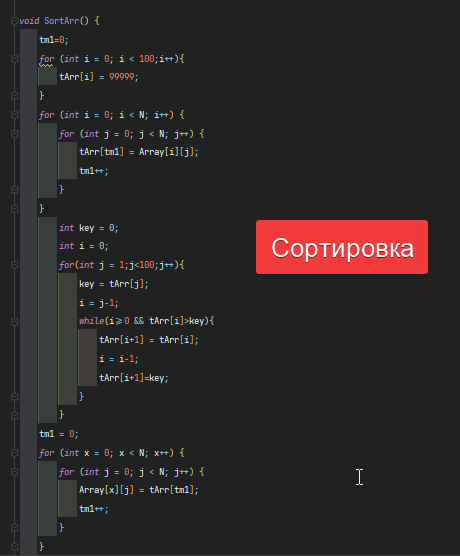 void SortArr() {
tm1=0;
for (int i = 0; i < 100;i++){
tArr[i] = 99999;
}
for (int i = 0; i < N; i++) {
for (int j = 0; j < N; j++) {
tArr[tm1] = Array[i][j];
tm1++;
}
}
int key = 0;
int i = 0;
Сортировка
for(int j = 1;j<100;j++){
key = tArr[j];
i = j-1;
while(i>=0 && tArr[i]>key){
tArr[i+1] = tArr[i];
i = i-1;
tArr[i+1]=key;
}
}
tm1 = 0;
for (int x = 0; x < N; x++) {
for (int j = 0; j < N; j++) {
Array[x][j] = tArr[tm1];
tm1++;
}
}